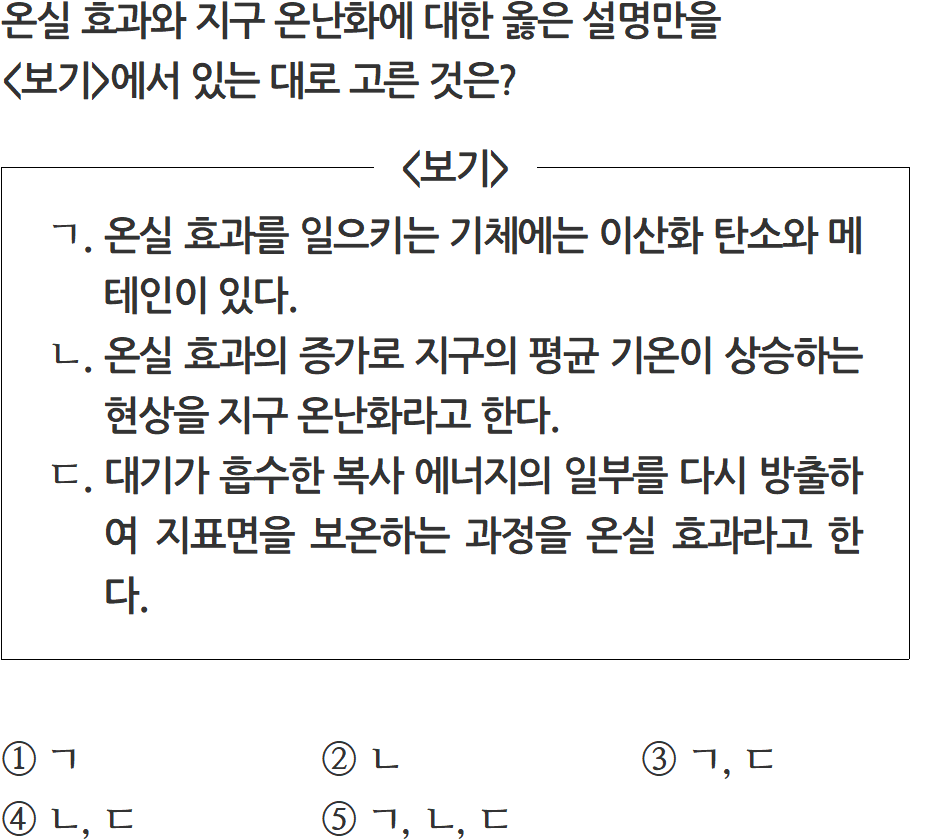 온실 효과와 지구 온난화에 대한 옳은 설명만을
<보기>에서 있는 대로 고른 것은?
<보기>
ㄱ. 온실 효과를 일으키는 기체에는 이산화 탄소와 메
테인이 있다.
ㄴ. 온실 효과의 증가로 지구의 평균 기온이 상승하는
현상을 지구 온난화라고 한다.
ㄷ. 대기가 흡수한 복사 에너지의 일부를 다시 방출하
여 지표면을 보온하는 과정을 온실 효과라고 한
다.
① ㄱ ② ㄴ ③ ㄱ, ㄷ
④ ㄴ, ㄷ ⑤ ㄱ, ㄴ, ㄷ